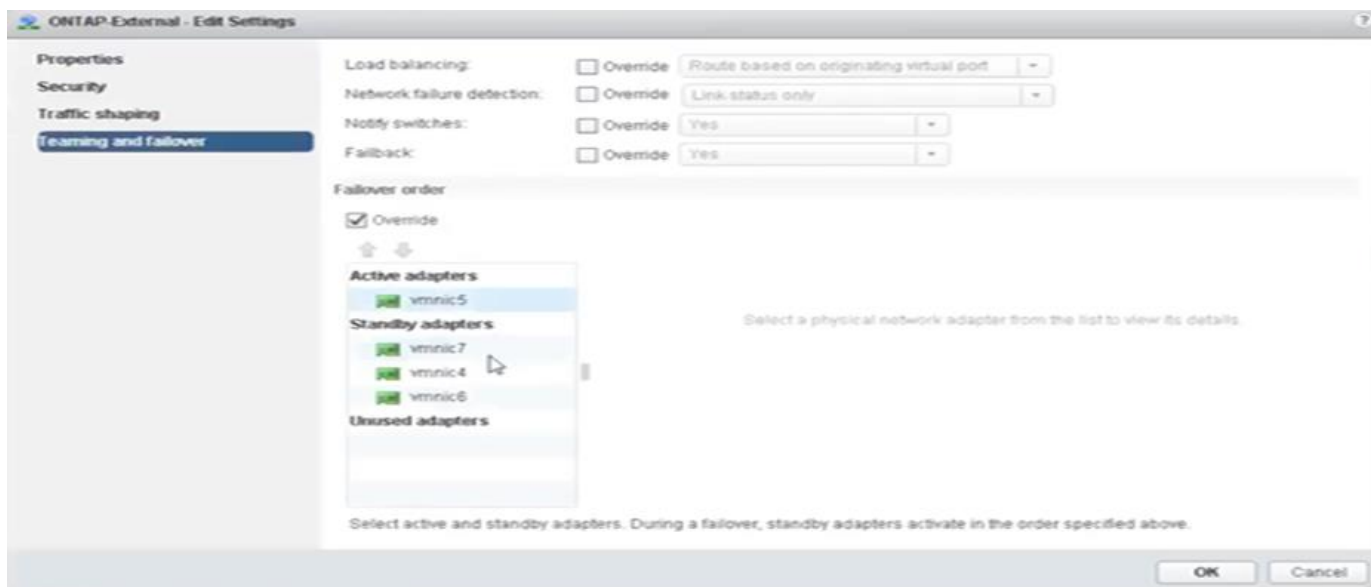 ONTAP-External - Edit Settings
?
Properties
Security
Traffic shaping
Teaming and failover
Load balancing: Override Route based on originating virtual port
Network failure detection: Override Link status only
Notify switches: Override Yes
Failback: Override Yes
Failover order
Override
Active adapters
vmnic5
Standby adapters
vmnic7
vmnic4
vmnic6
Unused adapters
Select a physical network adapter from the list to view its details.
Select active and standby adapters. During a failover, standby adapters activate in the order specified above.
OK Cancel